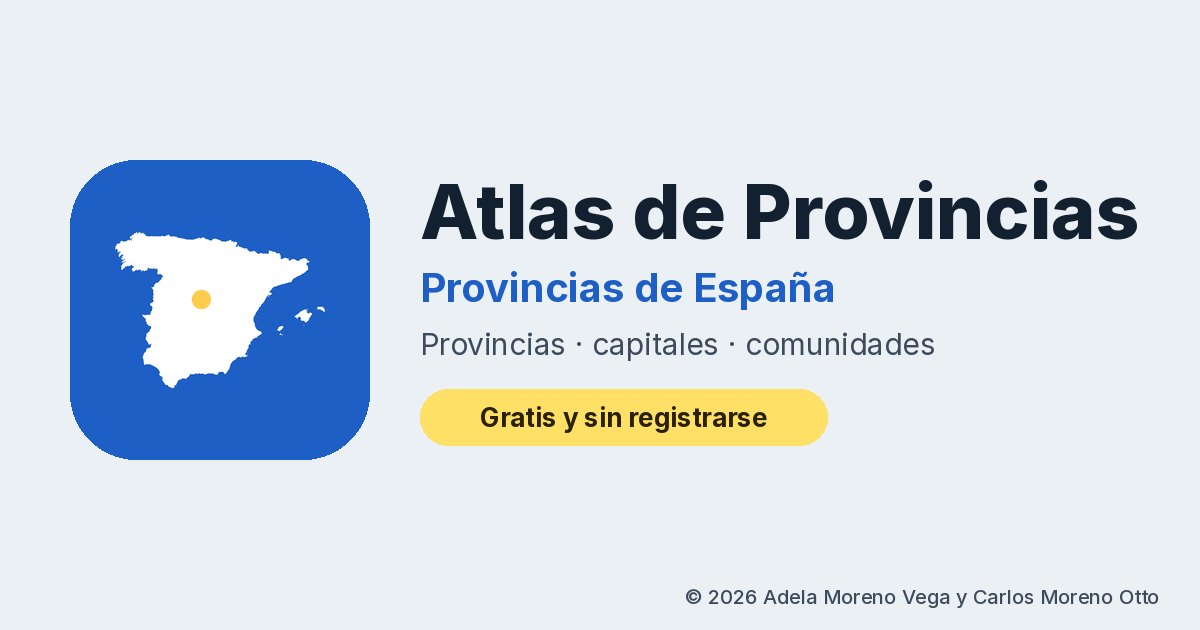 Atlas de Provincias
Provincias de España
Provincias · capitales · comunidades
Gratis y sin registrarse
© 2026 Adela Moreno Vega y Carlos Moreno Otto